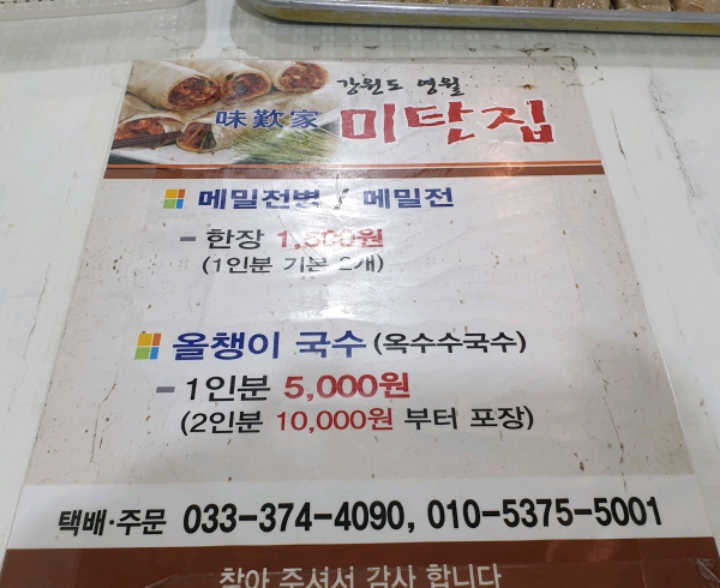 강원도 영월
味歎家 미탄집
메밀전병 / 메밀전
- 한장 1,500원
(1인분 기본 2개)
올챙이 국수 (옥수수국수)
- 1인분 5,000원
(2인분 10,000원 부터 포장)
택배·주문 033-374-4090, 010-5375-5001
찾아 주셔서 감사 합니다